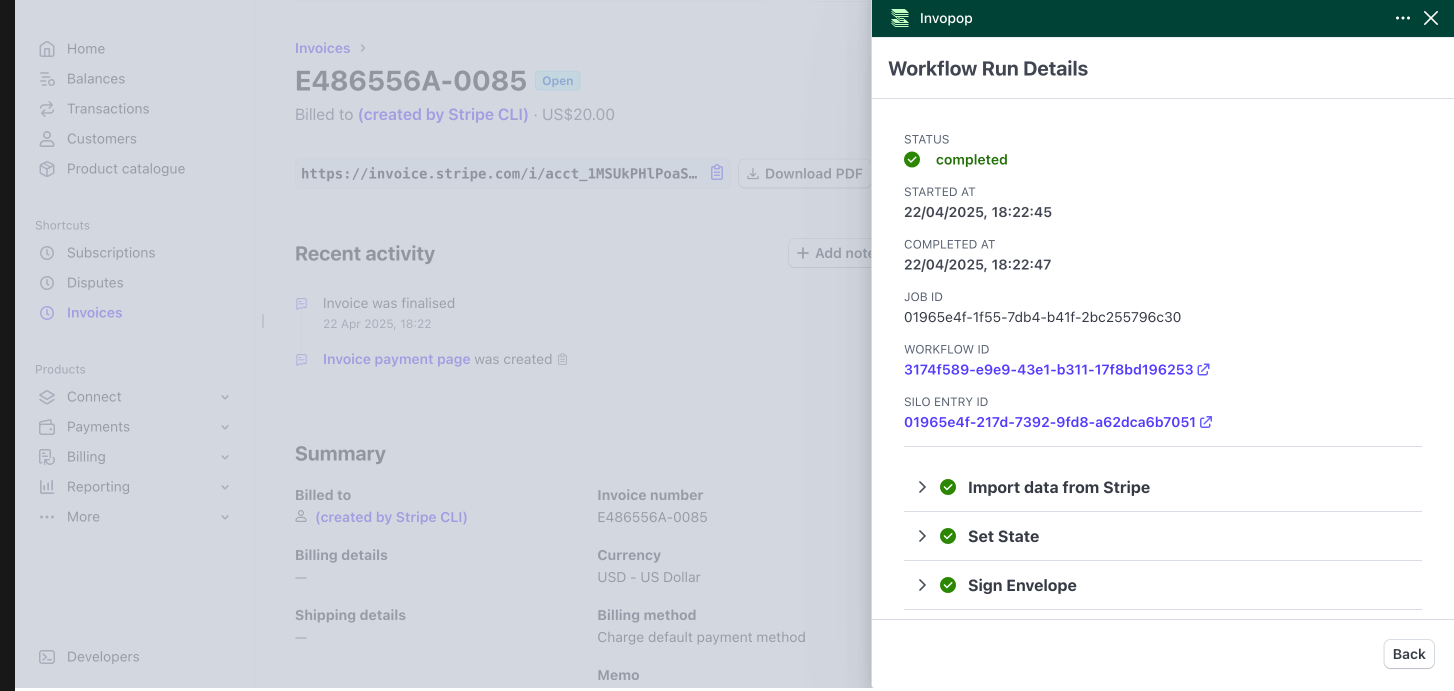 Home
Balances
Transactions
Customers
Product catalogue
Shortcuts
Subscriptions
Disputes
Invoices
Products
Connect
Payments
Billing
Reporting
More
Developers
Invoices
E486556A-0085 Open
Billed to (created by Stripe CLI) · US$20.00
https://invoice.stripe.com/i/acct_1MSUkPHlPoaS… Download PDF
Recent activity
Add note
Invoice was finalised
22 Apr 2025, 18:22
Invoice payment page was created
Summary
Billed to
(created by Stripe CLI)
Billing details
—
Shipping details
—
Invoice number
E486556A-0085
Currency
USD - US Dollar
Billing method
Charge default payment method
Memo
Invopop
Workflow Run Details
STATUS
completed
STARTED AT
22/04/2025, 18:22:45
COMPLETED AT
22/04/2025, 18:22:47
JOB ID
01965e4f-1f55-7db4-b41f-2bc255796c30
WORKFLOW ID
3174f589-e9e9-43e1-b311-17f8bd196253
SILO ENTRY ID
01965e4f-217d-7392-9fd8-a62dca6b7051
Import data from Stripe
Set State
Sign Envelope
Back